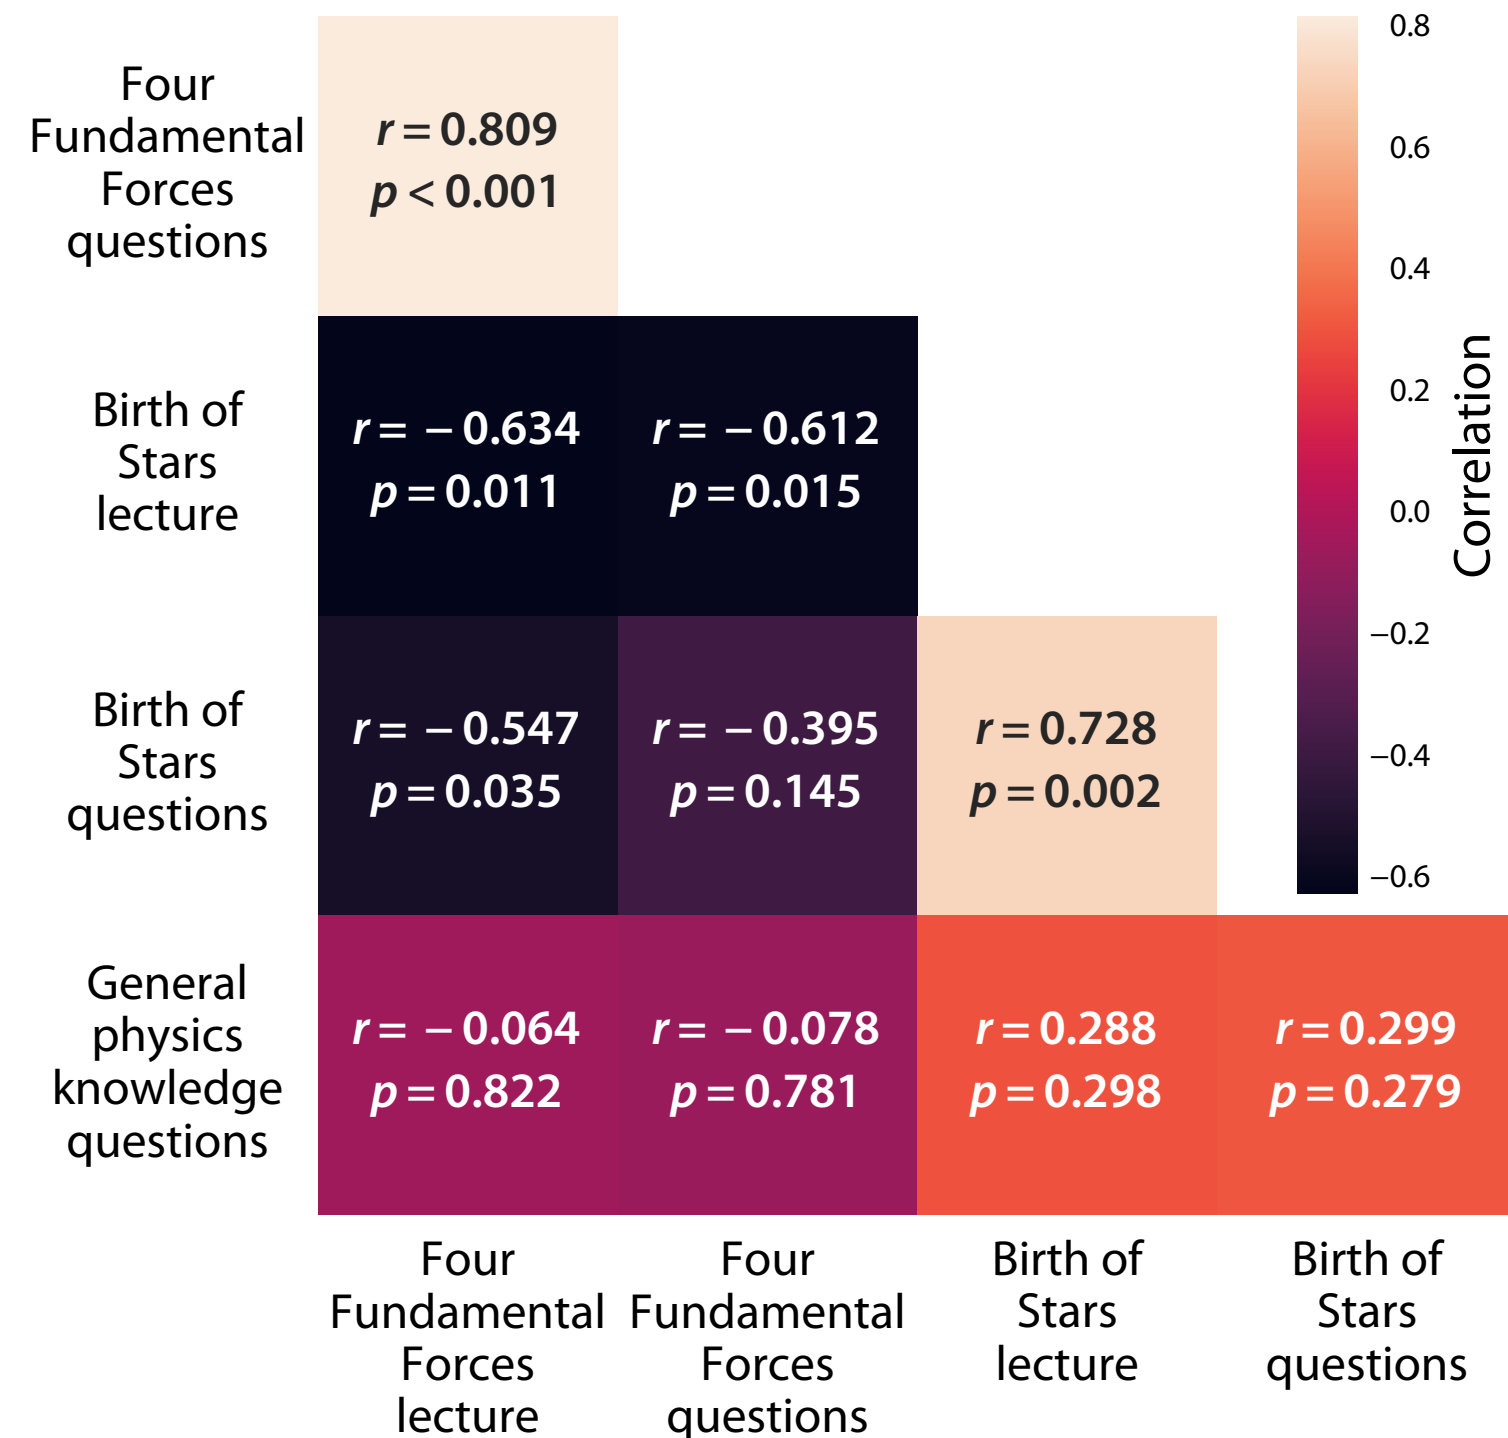 Four
Fundamental
Forces
questions
r = 0.809
p < 0.001
Birth of
Stars
lecture
r = − 0.634
p = 0.011
r = − 0.612
p = 0.015
Birth of
Stars
questions
r = − 0.547
p = 0.035
r = − 0.395
p = 0.145
r = 0.728
p = 0.002
General
physics
knowledge
questions
r = − 0.064
p = 0.822
r = − 0.078
p = 0.781
r = 0.288
p = 0.298
r = 0.299
p = 0.279
Four
Fundamental
Forces
lecture
Four
Fundamental
Forces
questions
Birth of
Stars
lecture
Birth of
Stars
questions
0.8
0.6
0.4
0.2
0.0
−0.2
−0.4
−0.6
Correlation